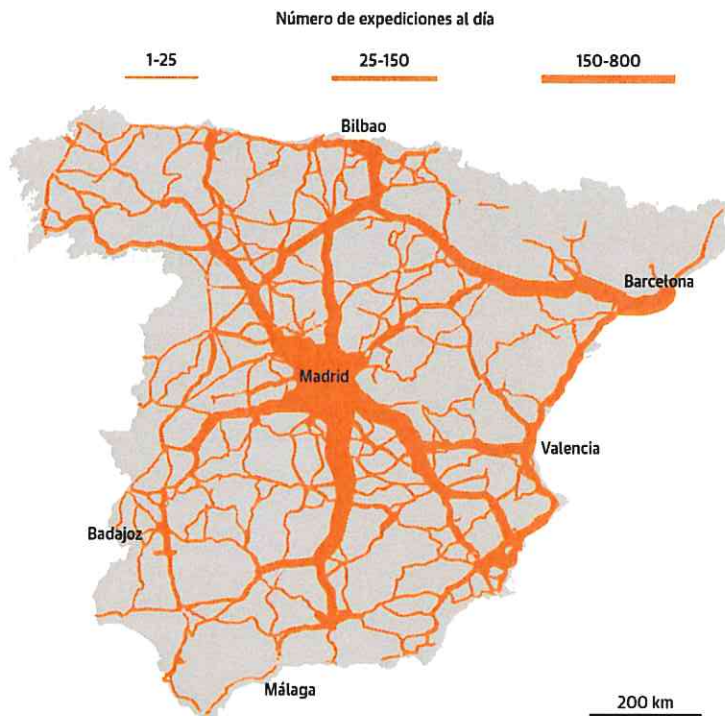 Número de expediciones al día
1-25
25-150
150-800
Bilbao
Barcelona
Madrid
Valencia
Badajoz
Málaga
200 km